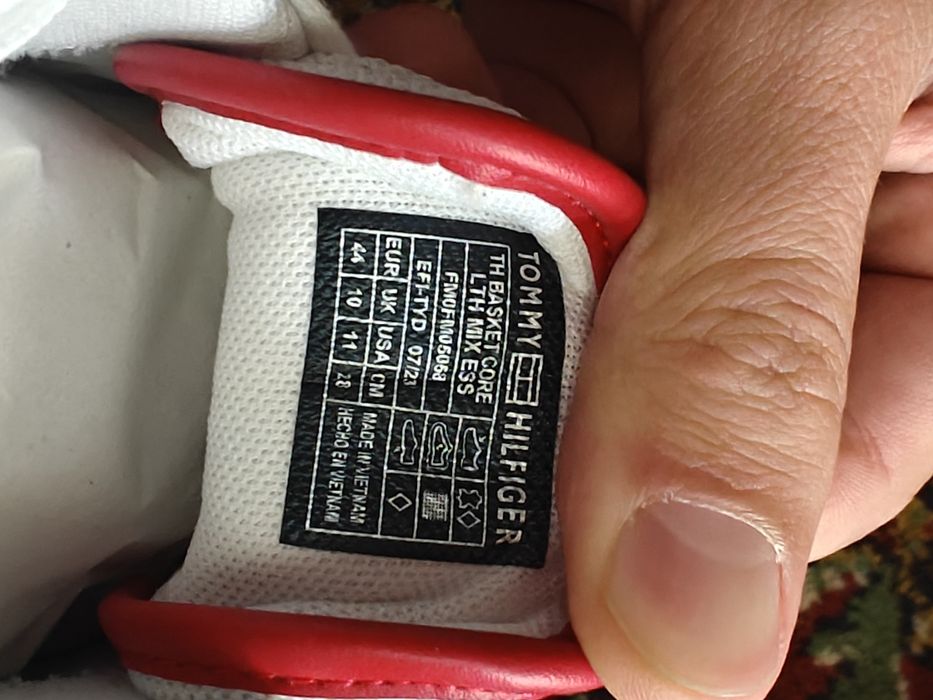 TOMMY HILFIGER
TH BASKET CORE
LTH MIX ESS
FM0FM05068
EFI-TYD 07/23
EUR UK USA CM
44 10 11 28
MADE IN VIETNAM
HECHO EN VIETNAM